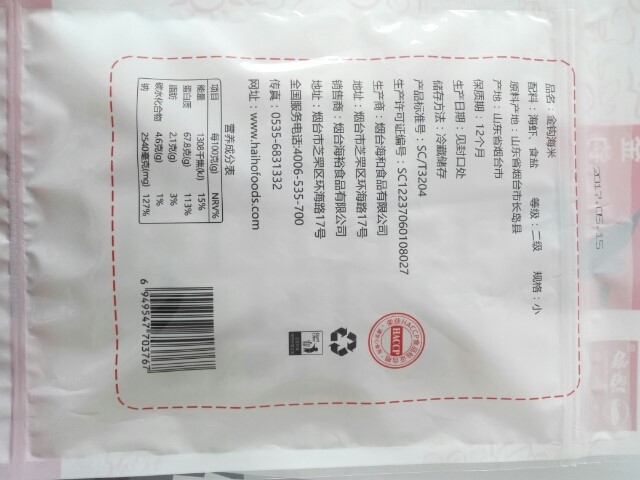 2017.05.15
品名：金钩海米
配料：海虾、食盐 等级：二级 规格：小
原料产地：山东省烟台市长岛县
产地：山东省烟台市
保质期：12个月
生产日期：见封口处
储存方法：冷藏储存
产品标准号：SC/T3204
生产许可证编号：SC12237060108027
生产商：烟台海和食品有限公司
地址：烟台市芝罘区环海路17号
销售商：烟台海裕食品有限公司
地址：烟台市芝罘区环海路17号
全国服务电话:4006-535-700
传真：0535-6831332
网址：www.haihofoods.com
HACCP
营养成分表
项目 每100克(g) NRV%
能量 1308千焦(kJ) 15%
蛋白质 67.8克(g) 113%
脂肪 2.1克(g) 3%
碳水化合物 4.6克(g) 1%
钠 2540毫克(mg) 127%
6 949547 703767